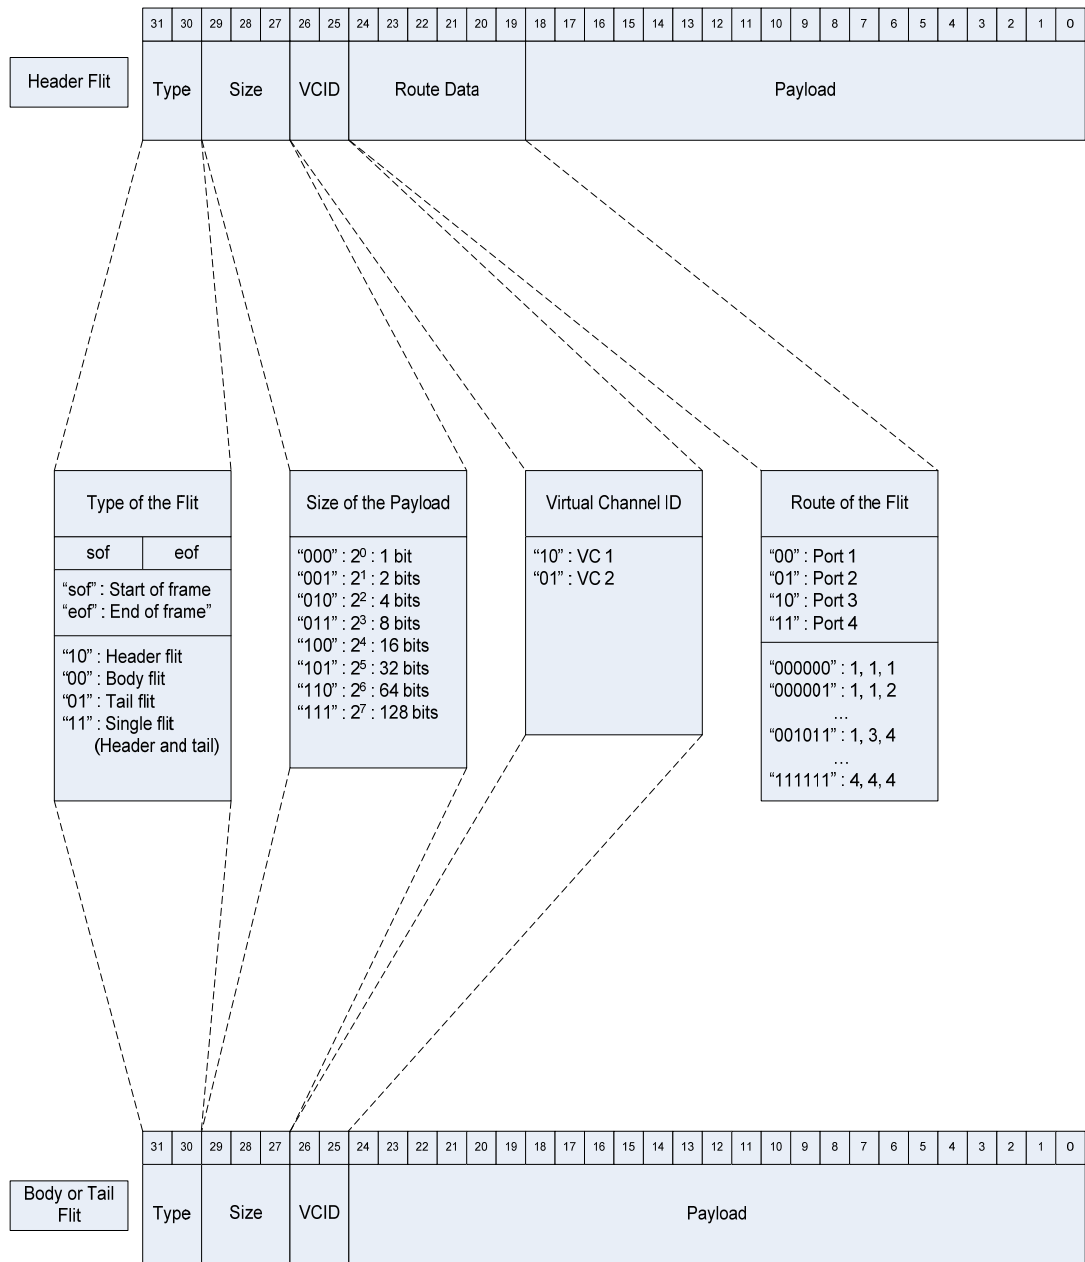 31 30 29 28 27 26 25 24 23 22 21 20 19 18 17 16 15 14 13 12 11 10 9 8 7 6 5 4 3 2 1 0
Header Flit
Type Size VCID Route Data Payload
Type of the Flit
sof eof
“sof” : Start of frame
“eof” : End of frame”
“10” : Header flit
“00” : Body flit
“01” : Tail flit
“11” : Single flit
(Header and tail)
Size of the Payload
“000” : 2⁰ : 1 bit
“001” : 2¹ : 2 bits
“010” : 2² : 4 bits
“011” : 2³ : 8 bits
“100” : 2⁴ : 16 bits
“101” : 2⁵ : 32 bits
“110” : 2⁶ : 64 bits
“111” : 2⁷ : 128 bits
Virtual Channel ID
“10” : VC 1
“01” : VC 2
Route of the Flit
“00” : Port 1
“01” : Port 2
“10” : Port 3
“11” : Port 4
“000000” : 1, 1, 1
“000001” : 1, 1, 2
...
“001011” : 1, 3, 4
...
“111111” : 4, 4, 4
31 30 29 28 27 26 25 24 23 22 21 20 19 18 17 16 15 14 13 12 11 10 9 8 7 6 5 4 3 2 1 0
Body or Tail
Flit
Type Size VCID Payload